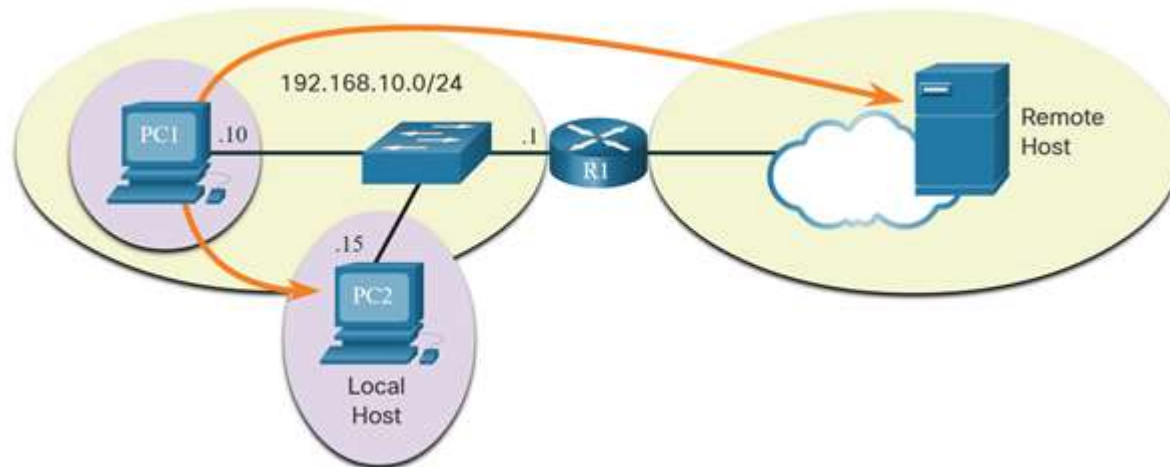 192.168.10.0/24
PC1
.10
.1
R1
Remote
Host
.15
PC2
Local
Host